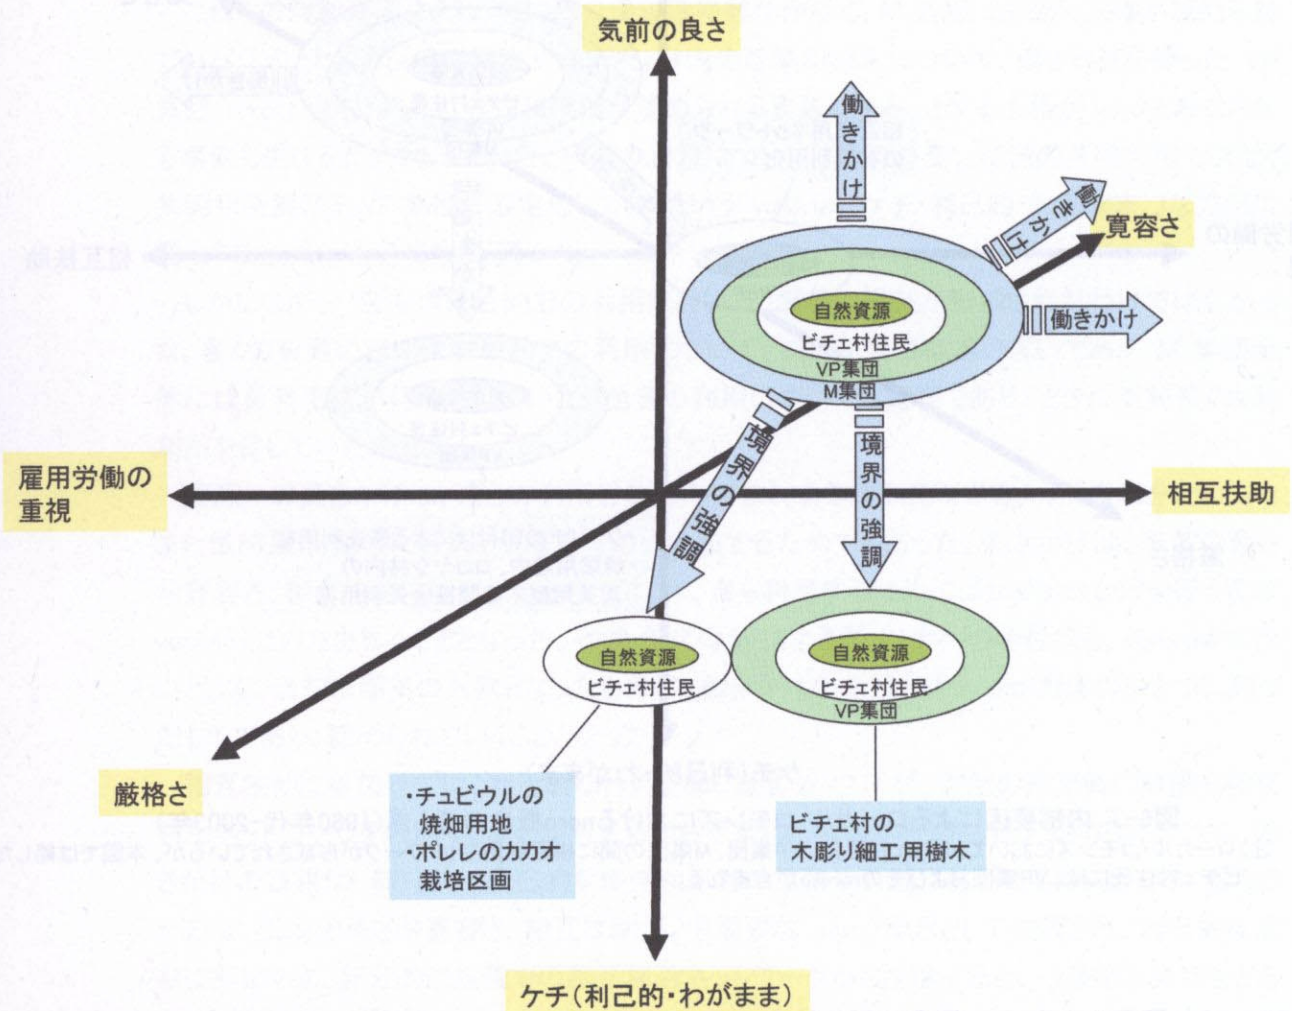 気前の良さ
働きかけ
働きかけ
寛容さ
働きかけ
自然資源
ビチェ村住民
VP集団
M集団
境界の強調
境界の強調
雇用労働の
重視
相互扶助
自然資源
ビチェ村住民
自然資源
ビチェ村住民
VP集団
厳格さ
・チュビウルの
焼畑用地
・ポレレのカカオ
栽培区画
ビチェ村の
木彫り細工用樹木
ケチ(利己的・わがまま)